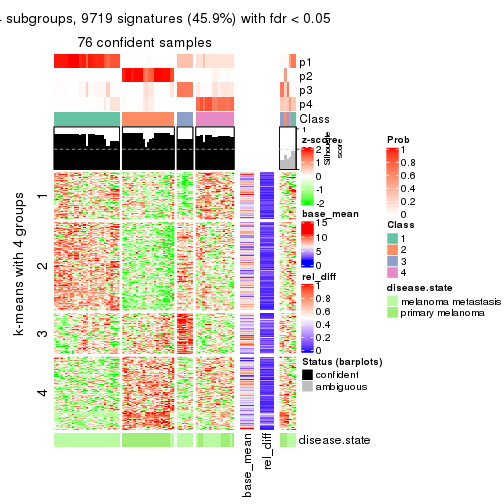 subgroups, 9719 signatures (45.9%) with fdr < 0.05
76 confident samples
p1
p2
p3
p4
Class
1
Silhouette
score
z-score
2
1
0
-1
-2
base_mean
15
10
5
0
rel_diff
1
0.8
0.6
0.4
0.2
0
Status (barplots)
confident
ambiguous
Prob
1
0.8
0.6
0.4
0.2
0
Class
1
2
3
4
disease.state
melanoma metastasis
primary melanoma
k-means with 4 groups
1
2
3
4
disease.state
base_mean
rel_diff